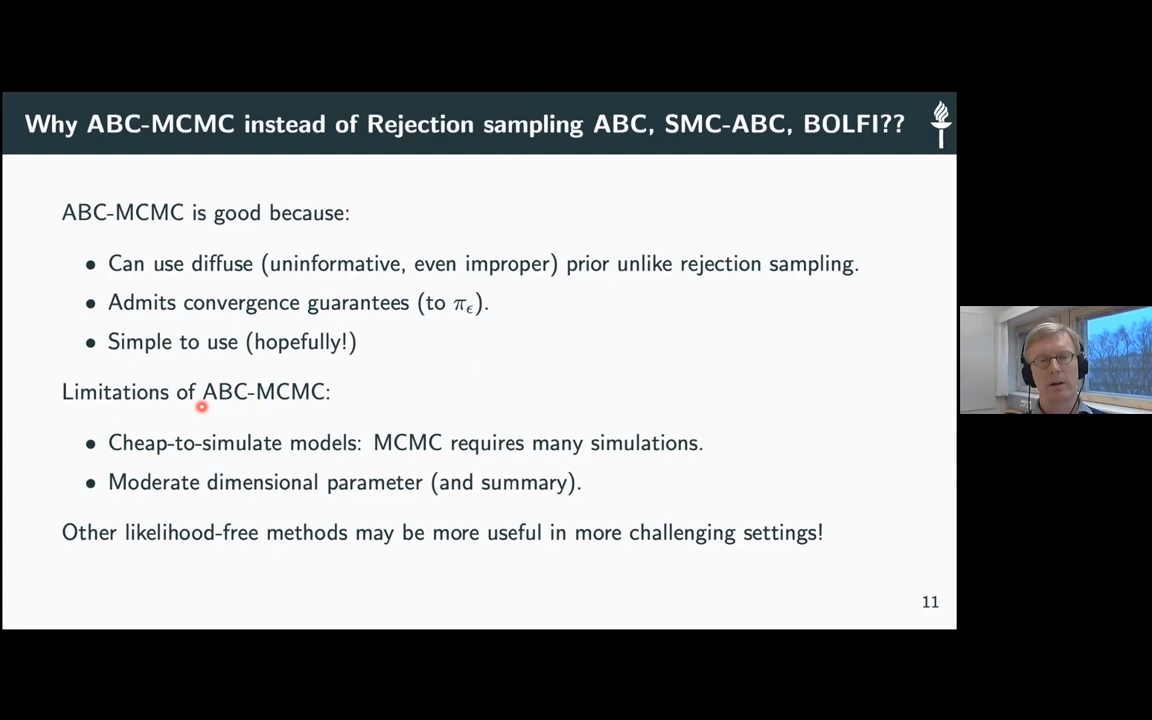 Why ABC-MCMC instead of Rejection sampling ABC, SMC-ABC, BOLFI??
ABC-MCMC is good because:
• Can use diffuse (uninformative, even improper) prior unlike rejection sampling.
• Admits convergence guarantees (to πϵ).
• Simple to use (hopefully!)
Limitations of ABC-MCMC:
• Cheap-to-simulate models: MCMC requires many simulations.
• Moderate dimensional parameter (and summary).
Other likelihood-free methods may be more useful in more challenging settings!
11